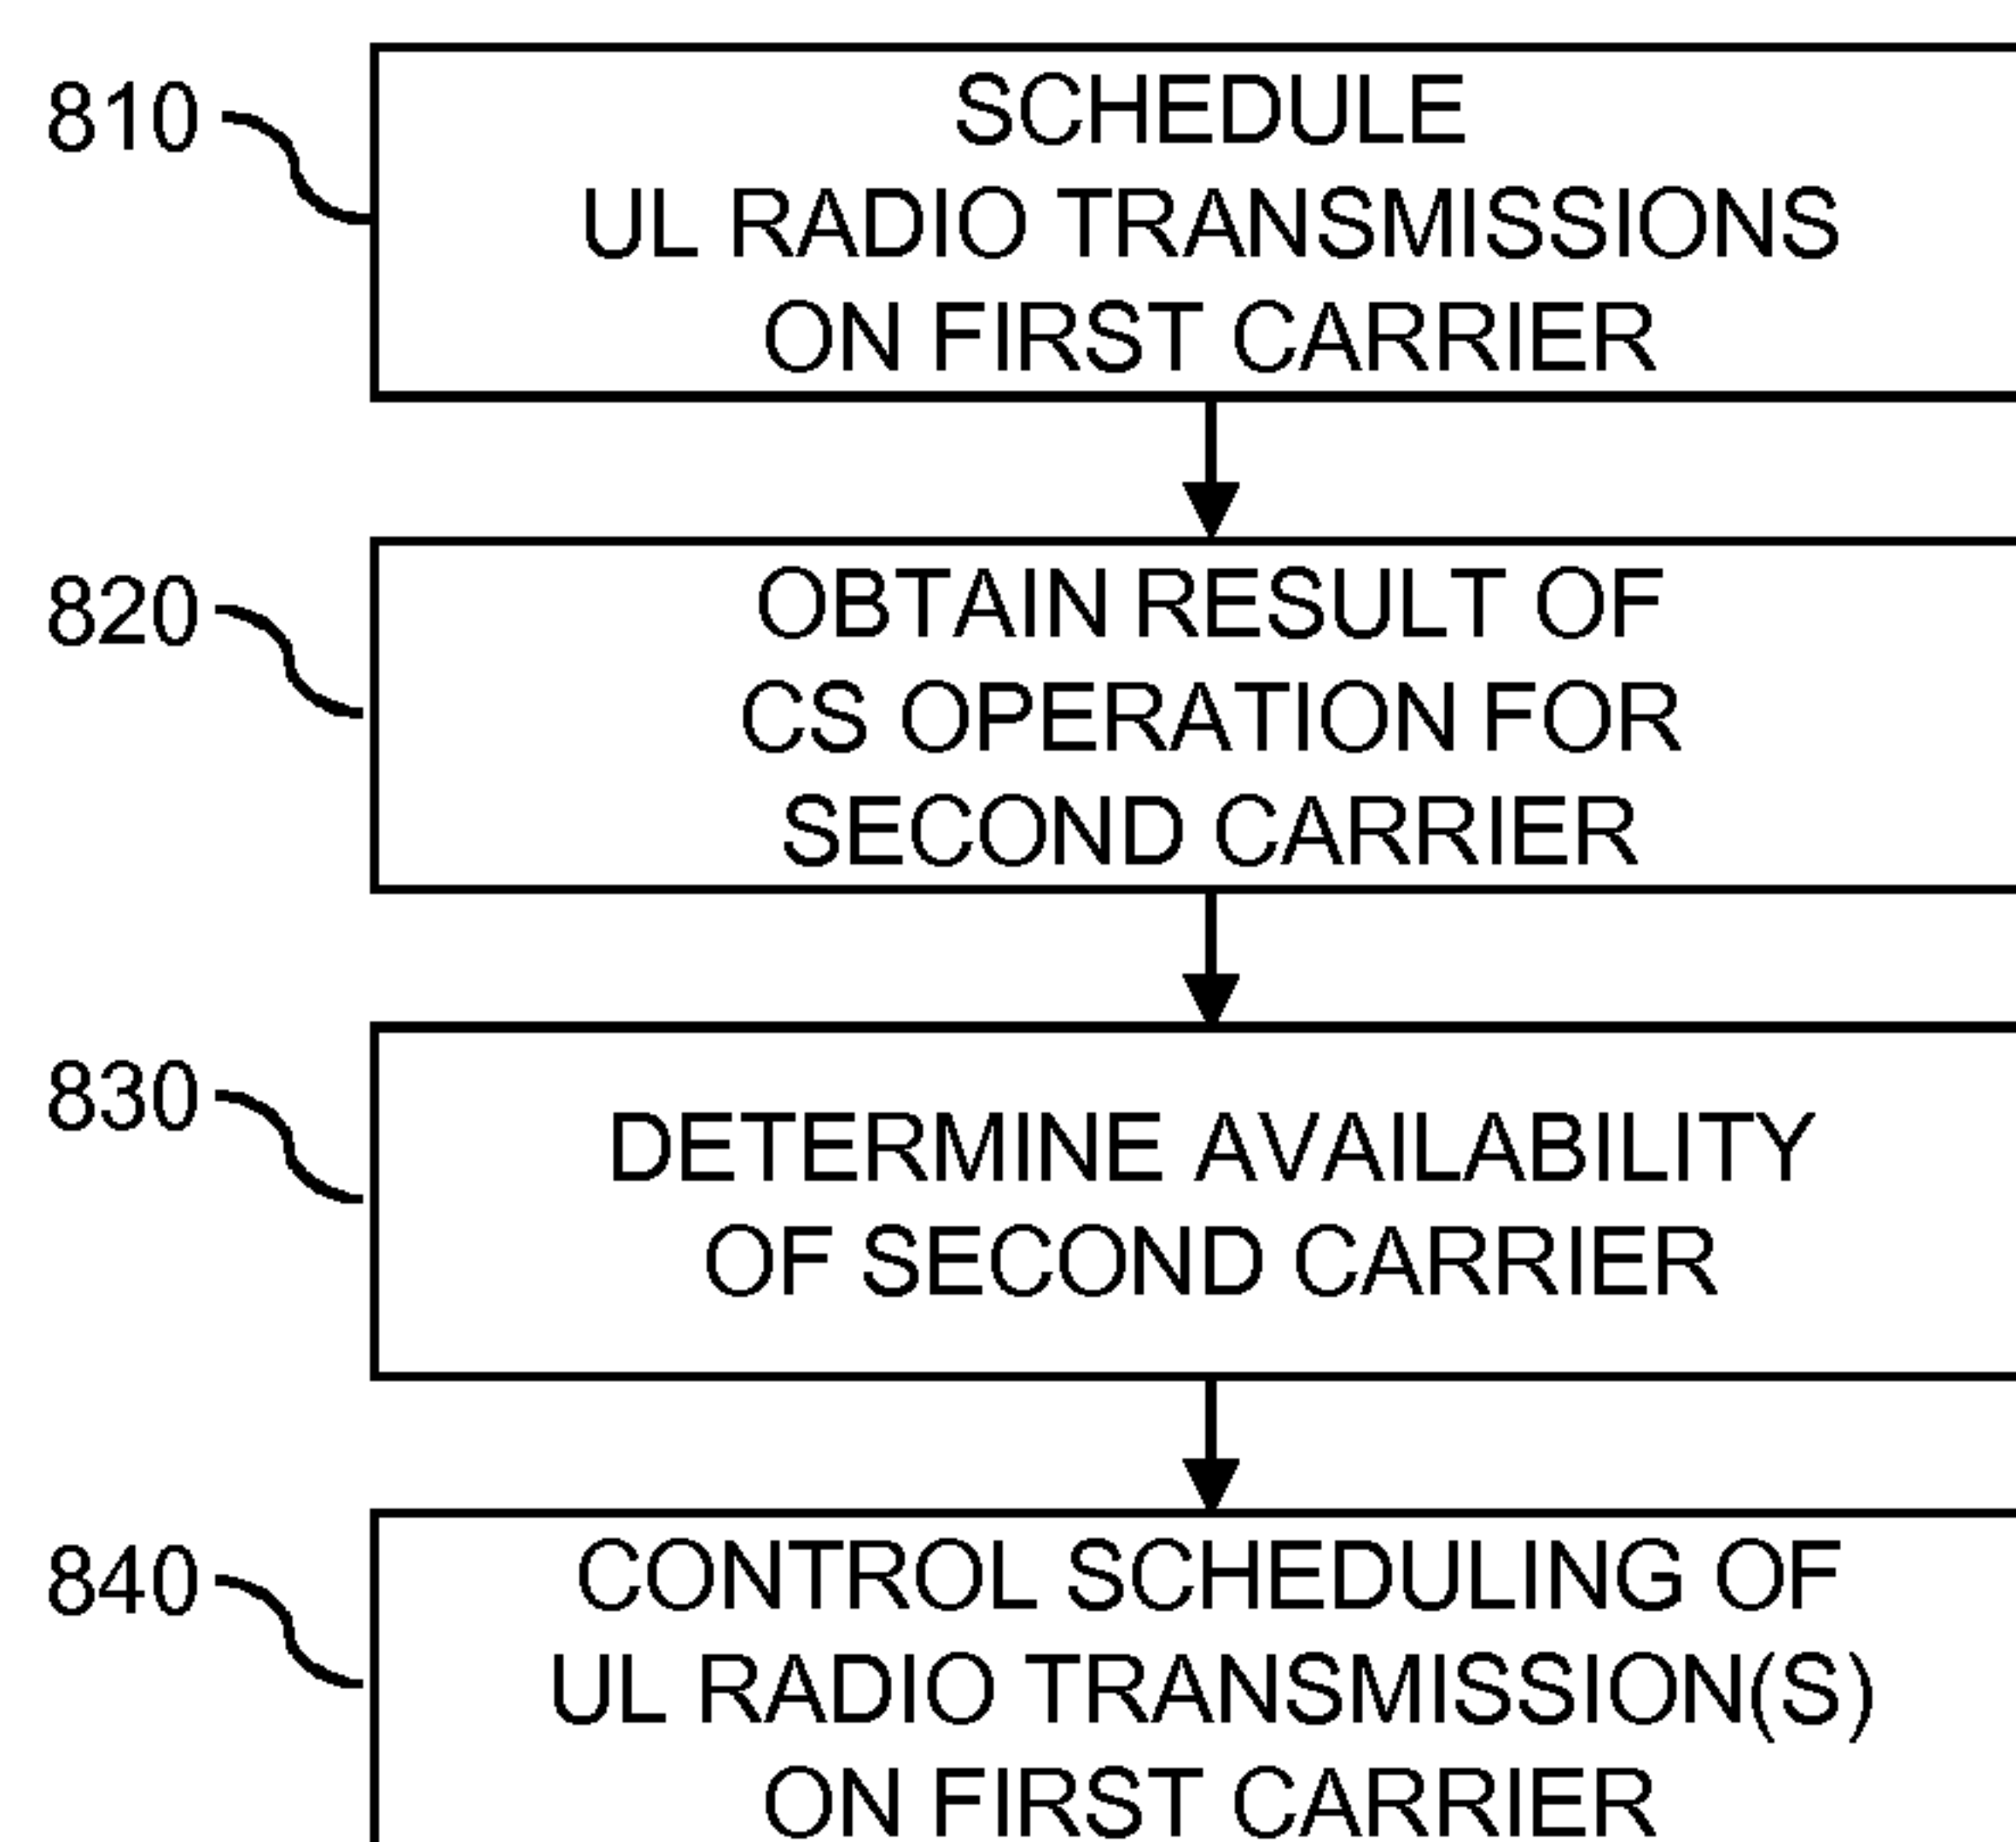 810
SCHEDULE
UL RADIO TRANSMISSIONS
ON FIRST CARRIER
820
OBTAIN RESULT OF
CS OPERATION FOR
SECOND CARRIER
830
DETERMINE AVAILABILITY
OF SECOND CARRIER
840
CONTROL SCHEDULING OF
UL RADIO TRANSMISSION(S)
ON FIRST CARRIER